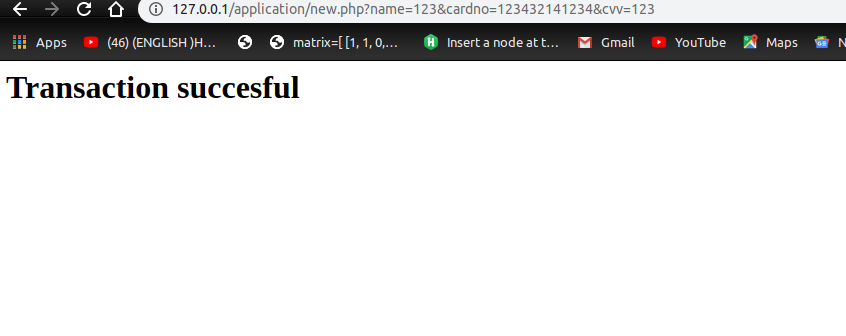 127.0.0.1/application/new.php?name=123&cardno=123432141234&cvv=123
Apps (46) (ENGLISH )H... matrix=[ [1, 1, 0,... Insert a node at t... Gmail YouTube Maps N
Transaction succesful